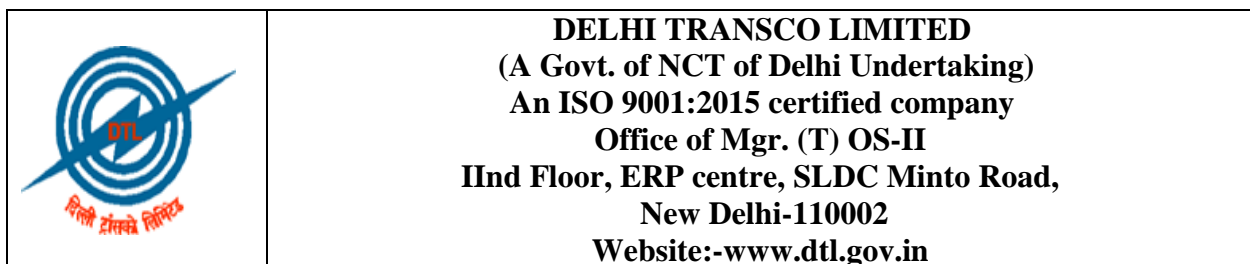 DTL
दिल्ली ट्रांसको लिमिटेड
DELHI TRANSCO LIMITED
(A Govt. of NCT of Delhi Undertaking)
An ISO 9001:2015 certified company
Office of Mgr. (T) OS-II
IInd Floor, ERP centre, SLDC Minto Road,
New Delhi-110002
Website:-www.dtl.gov.in